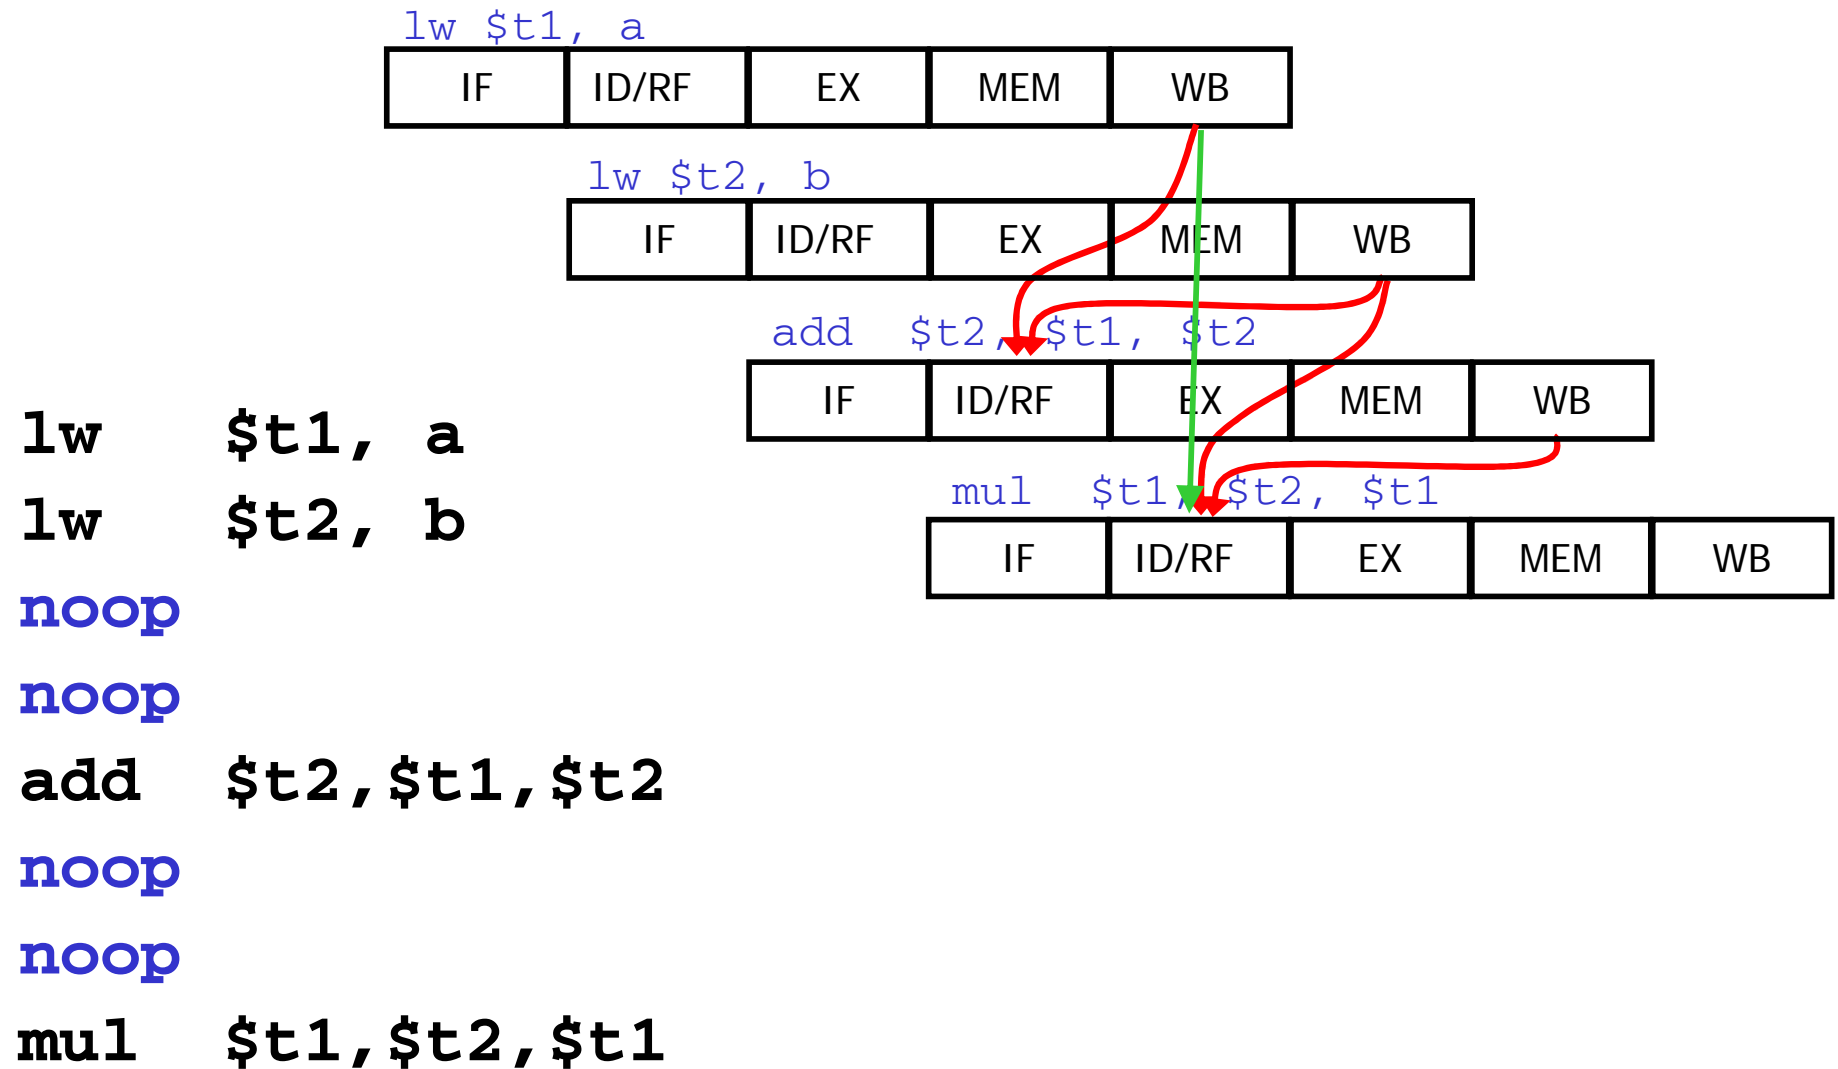 lw $t1, a
IF ID/RF EX MEM WB
lw $t2, b
IF ID/RF EX MEM WB
add $t2, $t1, $t2
IF ID/RF EX MEM WB
mul $t1, $t2, $t1
IF ID/RF EX MEM WB
lw $t1, a
lw $t2, b
noop
noop
add $t2,$t1,$t2
noop
noop
mul $t1,$t2,$t1